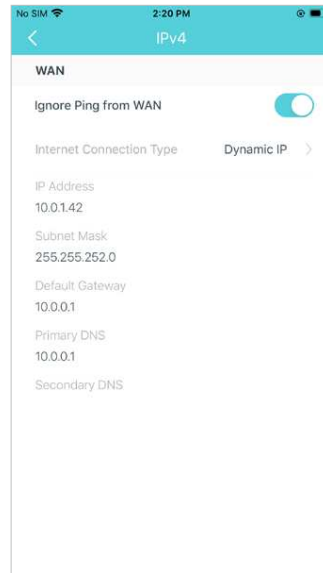 No SIM 2:20 PM
IPv4
WAN
Ignore Ping from WAN
Internet Connection Type Dynamic IP
IP Address
10.0.1.42
Subnet Mask
255.255.252.0
Default Gateway
10.0.0.1
Primary DNS
10.0.0.1
Secondary DNS